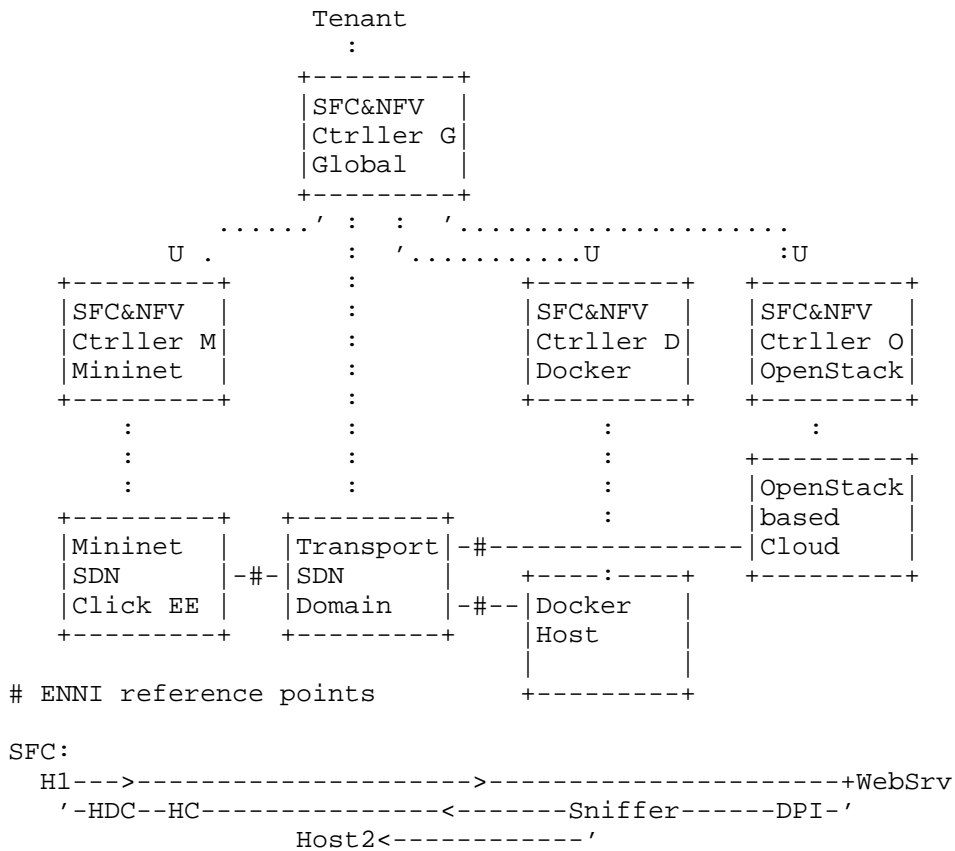 Tenant
                     :
                  +---------+
                  |SFC&NFV  |
                  |Ctrller G|
                  |Global   |
                  +---------+
             ......’ :  :  ’.....................
          U .        :  ’...........U           :U
   +---------+       :          +---------+   +---------+
   |SFC&NFV  |       :          |SFC&NFV  |   |SFC&NFV  |
   |Ctrller M|       :          |Ctrller D|   |Ctrller O|
   |Mininet  |       :          |Docker   |   |OpenStack|
   +---------+       :          +---------+   +---------+
       :             :               :            :
       :             :               :        +---------+
       :             :               :        |OpenStack|
   +---------+   +---------+         :        |based    |
   |Mininet  |   |Transport|-#----------------|Cloud    |
   |SDN      |-#-|SDN      |    +----:----+   +---------+
   |Click EE |   |Domain   |-#--|Docker   |
   +---------+   +---------+    |Host     |
                                |         |
# ENNI reference points         +---------+
SFC:
  H1--->--------------------->----------------------+WebSrv
   ’-HDC--HC---------------<-------Sniffer------DPI-’
                  Host2<------------’